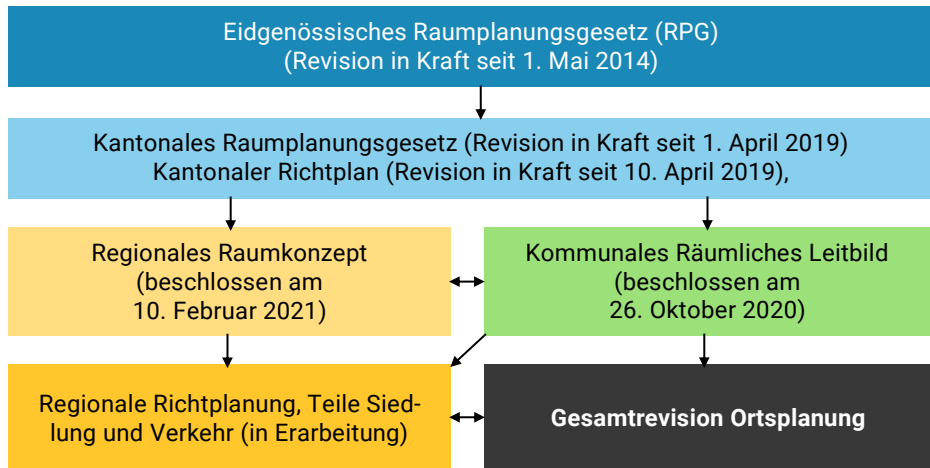 Eidgenössisches Raumplanungsgesetz (RPG)
(Revision in Kraft seit 1. Mai 2014)
Kantonales Raumplanungsgesetz (Revision in Kraft seit 1. April 2019)
Kantonaler Richtplan (Revision in Kraft seit 10. April 2019),
Regionales Raumkonzept
(beschlossen am
10. Februar 2021)
Kommunales Räumliches Leitbild
(beschlossen am
26. Oktober 2020)
Regionale Richtplanung, Teile Sied-
lung und Verkehr (in Erarbeitung)
Gesamtrevision Ortsplanung